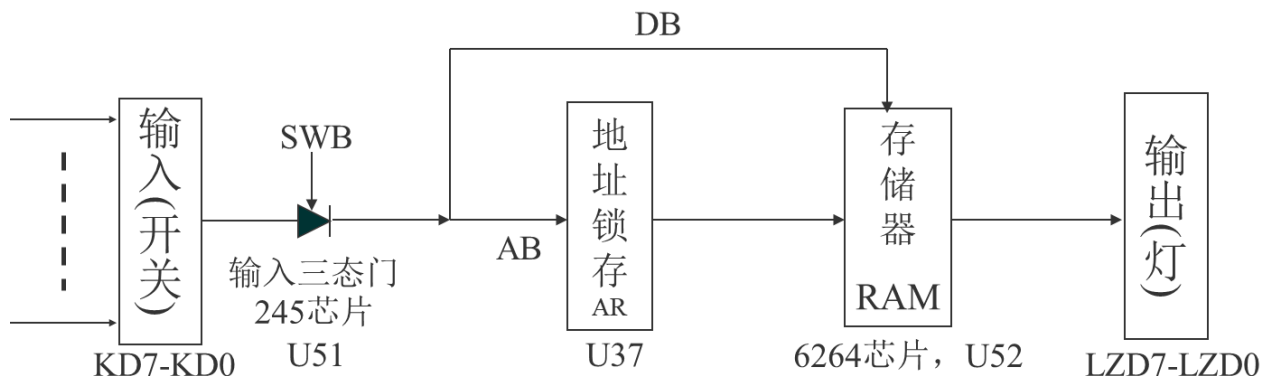 DB
输入(开关)
KD7-KD0
SWB
输入三态门
245芯片
U51
AB
地址锁存
AR
U37
存储器
RAM
6264芯片，U52
输出(灯)
LZD7-LZD0